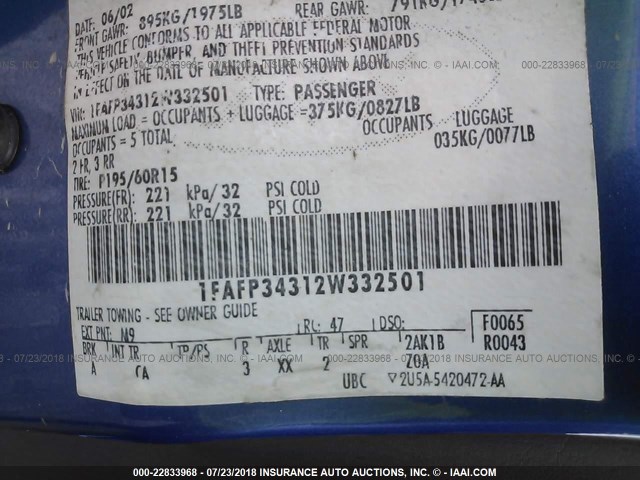 DATE: 06/02
FRONT GAWR: 895KG/1975LB REAR GAWR:
THIS VEHICLE CONFORMS TO ALL APPLICABLE FEDERAL MOTOR
VEHICLE SAFETY, BUMPER, AND THEFT PREVENTION STANDARDS
IN EFFECT ON THE DATE OF MANUFACTURE SHOWN ABOVE
VIN: 1FAFP34312W332501 TYPE: PASSENGER
MAXIMUM LOAD = OCCUPANTS + LUGGAGE = 375KG/0827LB
OCCUPANTS = 5 TOTAL OCCUPANTS LUGGAGE
2 FR, 3 RR 035KG/0077LB
TIRE P195/60R15
PRESSURE(FR): 221 kPa/32 PSI COLD
PRESSURE(RR): 221 kPa/32 PSI COLD
1FAFP34312W332501
TRAILER TOWING - SEE OWNER GUIDE
EXT PNT: M9 RC: 47 DSO: F0065
BRK INT TR TP/PS R AXLE TR SPR 2AK1B R0043
A CA 3 XX 2 ZOA
UBC 2U5A-5420472-AA
000-22833968 - 07/23/2018 INSURANCE AUTO AUCTIONS - © - IAAI.COM